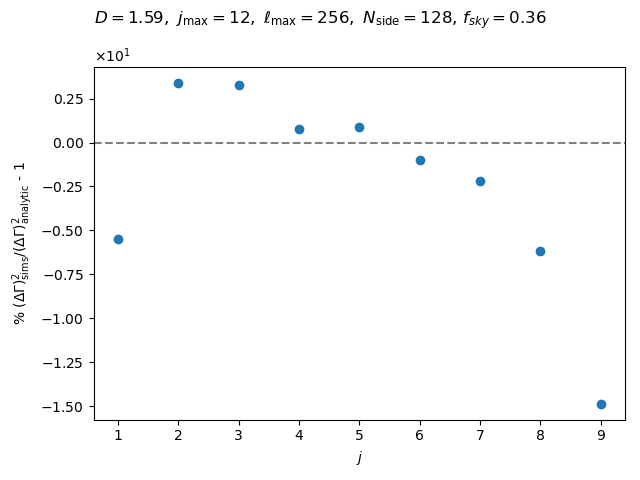 D = 1.59, j_max = 12, ℓ_max = 256, N_side = 128, f_sky = 0.36
×10¹
0.25
0.00
−0.25
−0.50
−0.75
−1.00
−1.25
−1.50
% (ΔΓ)²_sims/(ΔΓ)²_analytic - 1
1 2 3 4 5 6 7 8 9
j